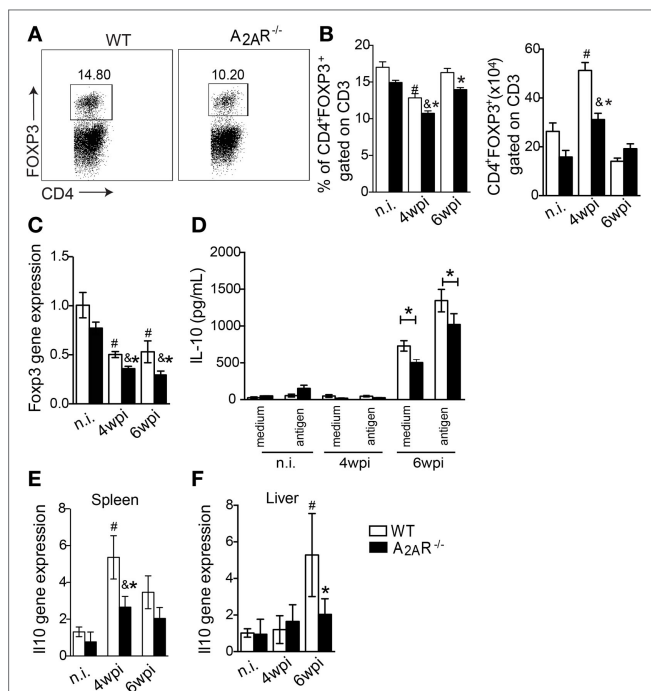 A
WT
A2AR-/-
14.80
10.20
FOXP3
CD4
B
% of CD4+FOXP3+
gated on CD3
20
15
10
5
0
#
&*
*
n.i.
4wpi
6wpi
CD4+FOXP3+(x104)
gated on CD3
60
40
20
0
#
&*
n.i.
4wpi
6wpi
C
Foxp3 gene expression
1.5
1.0
0.5
0.0
#
&*
#
&*
n.i.
4wpi
6wpi
D
IL-10 (pg/mL)
2000
1500
1000
500
0
*
*
medium
antigen
medium
antigen
medium
antigen
n.i.
4wpi
6wpi
E
Spleen
Il10 gene expression
8
6
4
2
0
#
&*
n.i.
4wpi
6wpi
F
Liver
Il10 gene expression
8
6
4
2
0
#
*
n.i.
4wpi
6wpi
WT
A2AR-/-